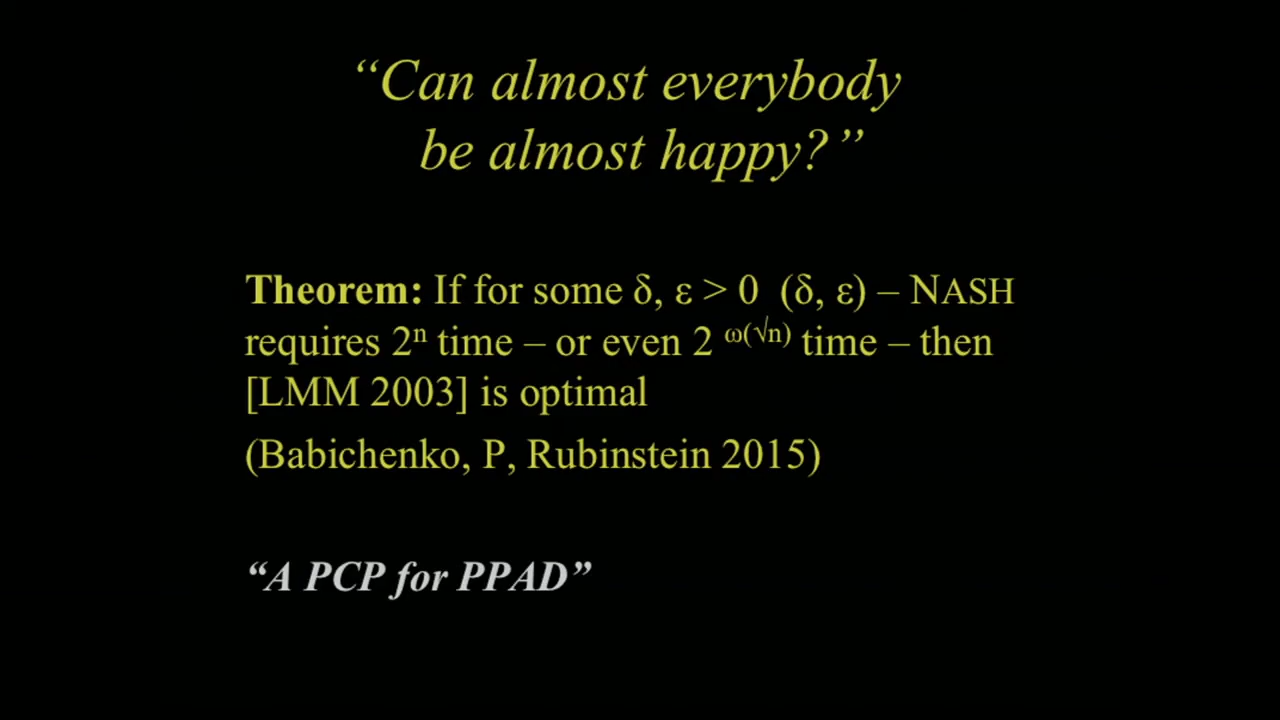 “Can almost everybody
be almost happy?”
Theorem: If for some δ, ε > 0 (δ, ε) – NASH
requires 2ⁿ time – or even 2 ^ω(√n) time – then
[LMM 2003] is optimal
(Babichenko, P, Rubinstein 2015)
“A PCP for PPAD”